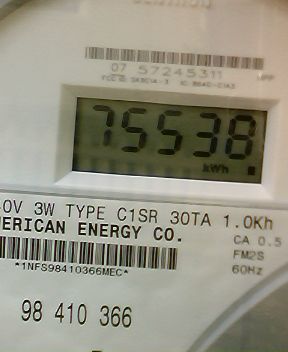 07 57245311
75538
kWh
0V 3W TYPE C1SR 30TA 1.0Kh
ERICAN ENERGY CO.
CA 0.5
*1NFS98410366MEC*
FM2S
60Hz
98 410 366